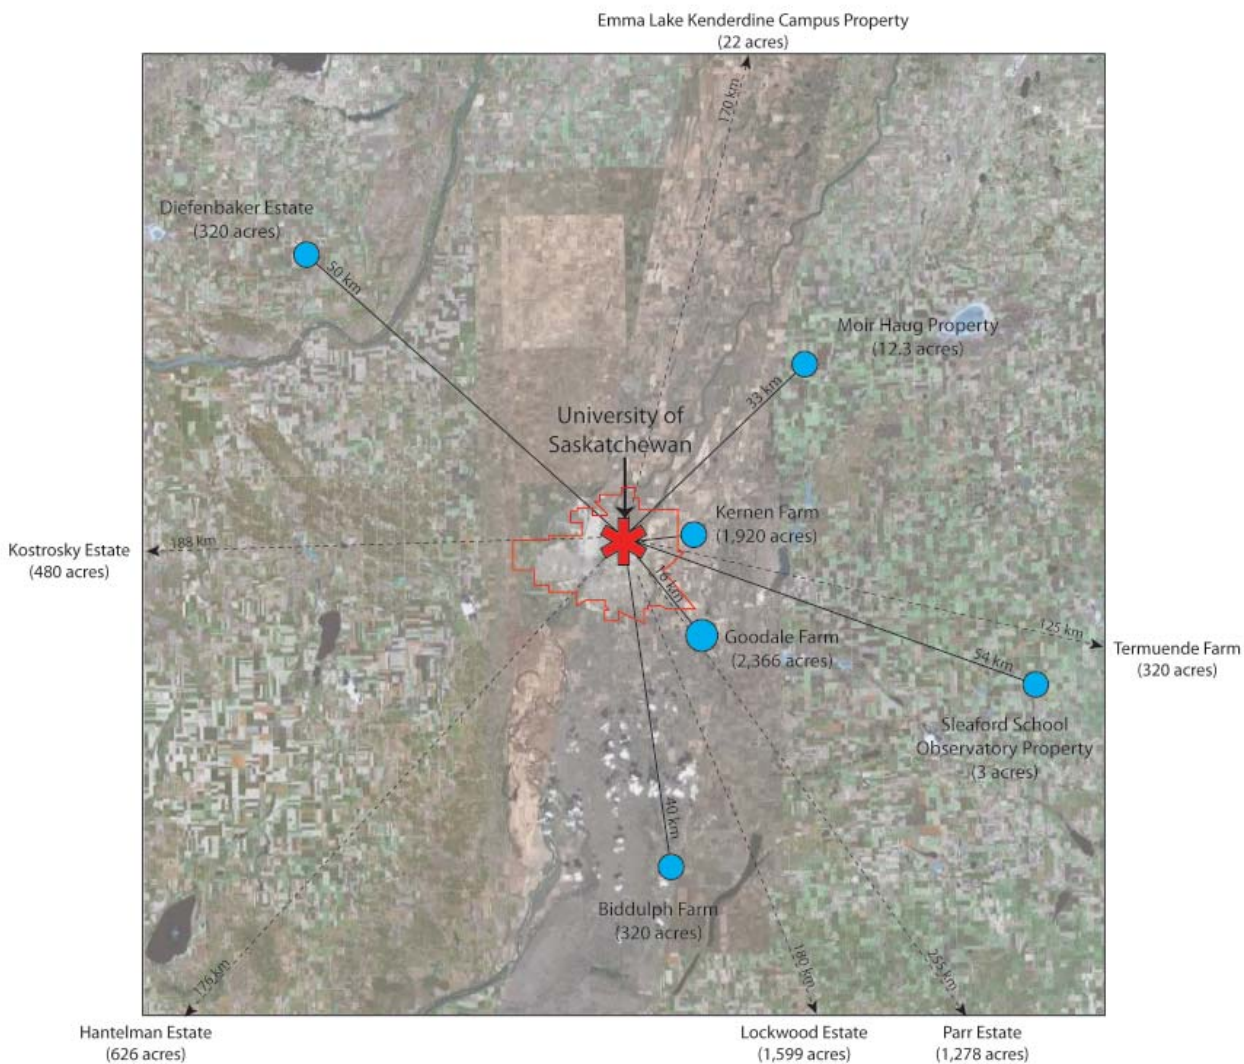 Emma Lake Kenderdine Campus Property
(22 acres)
170 km
Diefenbaker Estate
(320 acres)
50 km
Moir Haug Property
(12.3 acres)
33 km
University of
Saskatchewan
Kernen Farm
(1,920 acres)
Kostrosky Estate
(480 acres)
188 km
16 km
Goodale Farm
(2,366 acres)
125 km
Termuende Farm
(320 acres)
54 km
Sleaford School
Observatory Property
(3 acres)
40 km
Biddulph Farm
(320 acres)
176 km
180 km
255 km
Hantelman Estate
(626 acres)
Lockwood Estate
(1,599 acres)
Parr Estate
(1,278 acres)